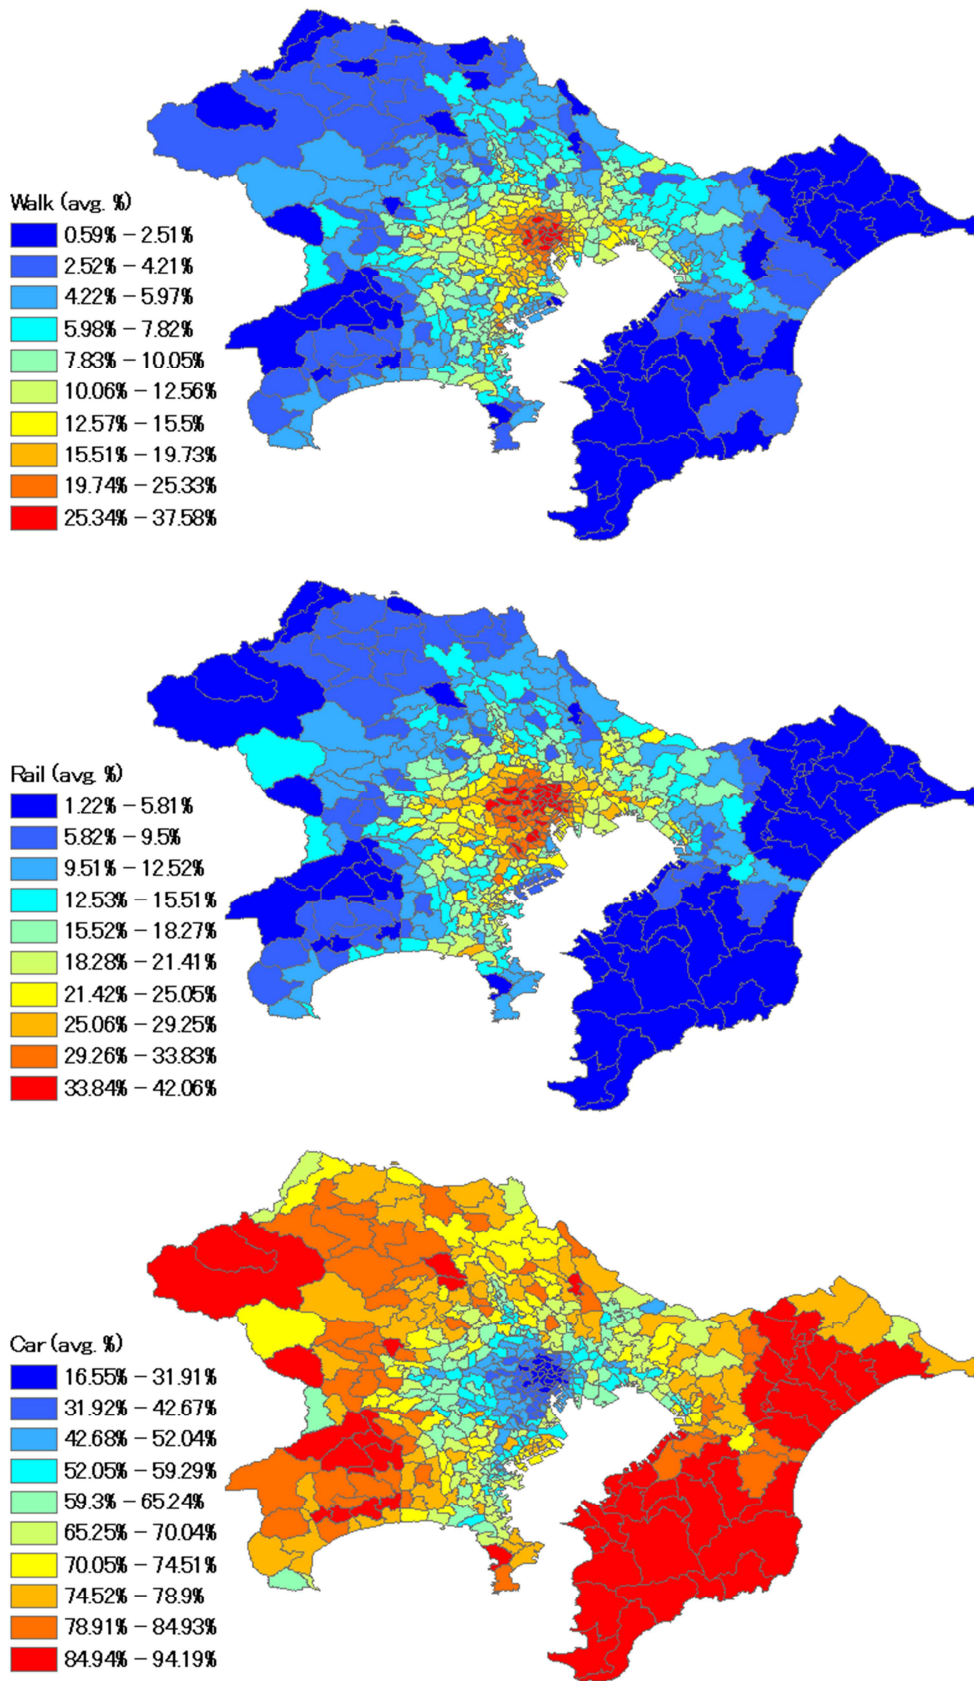 Walk (avg. %)
0.59% – 2.51%
2.52% – 4.21%
4.22% – 5.97%
5.98% – 7.82%
7.83% – 10.05%
10.06% – 12.56%
12.57% – 15.5%
15.51% – 19.73%
19.74% – 25.33%
25.34% – 37.58%
Rail (avg. %)
1.22% – 5.81%
5.82% – 9.5%
9.51% – 12.52%
12.53% – 15.51%
15.52% – 18.27%
18.28% – 21.41%
21.42% – 25.05%
25.06% – 29.25%
29.26% – 33.83%
33.84% – 42.06%
Car (avg. %)
16.55% – 31.91%
31.92% – 42.67%
42.68% – 52.04%
52.05% – 59.29%
59.3% – 65.24%
65.25% – 70.04%
70.05% – 74.51%
74.52% – 78.9%
78.91% – 84.93%
84.94% – 94.19%